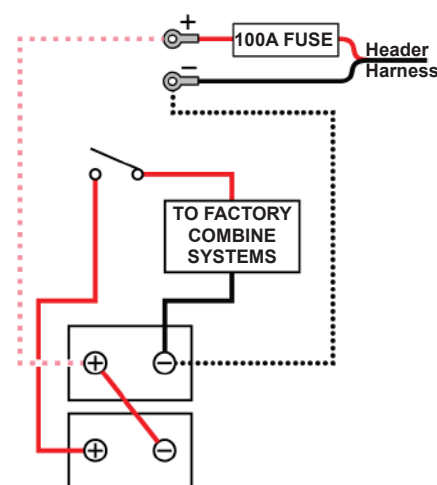 +
100A FUSE
Header
Harness
−
TO FACTORY
COMBINE
SYSTEMS
+ −
+ −